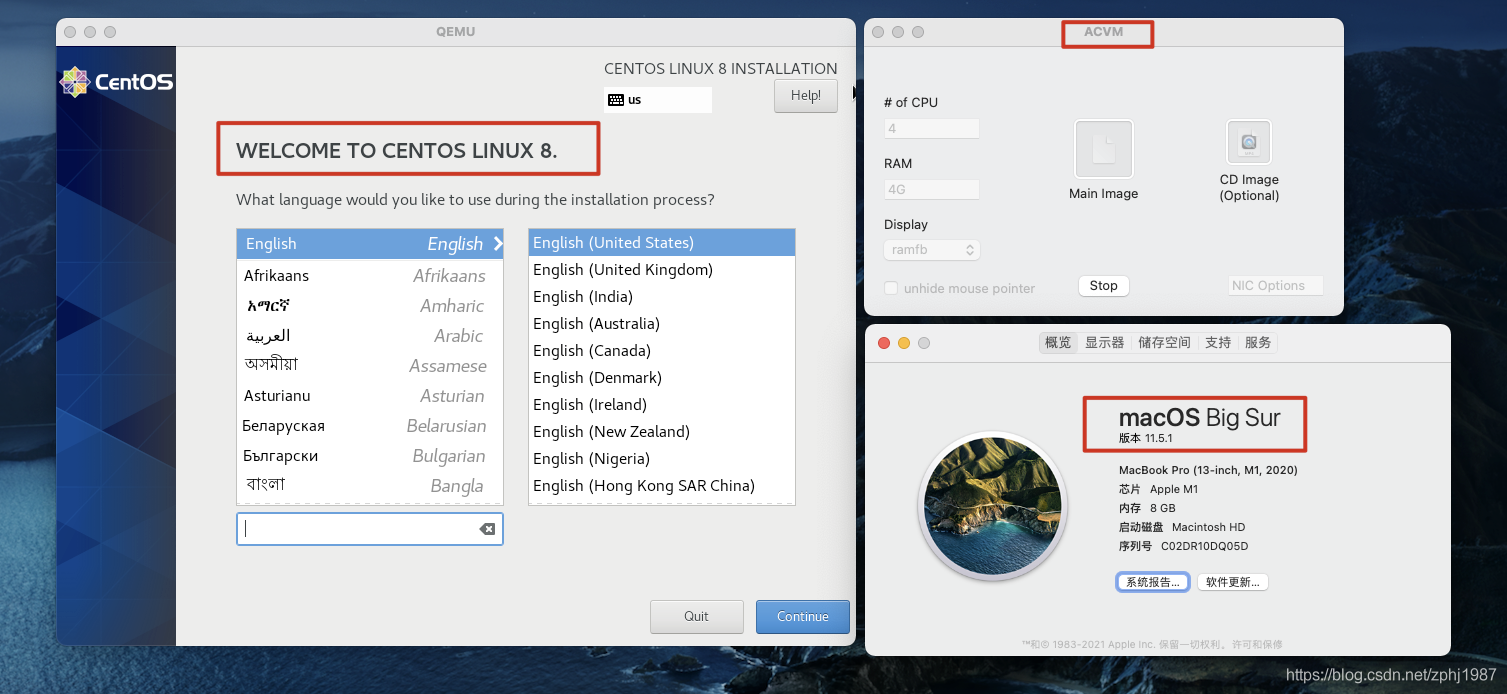 QEMU
CentOS
CENTOS LINUX 8 INSTALLATION
us
Help!
WELCOME TO CENTOS LINUX 8.
What language would you like to use during the installation process?
English English
Afrikaans Afrikaans
አማርኛ Amharic
العربية Arabic
অসমীয়া Assamese
Asturianu Asturian
Беларуская Belarusian
Български Bulgarian
বাংলা Bangla
English (United States)
English (United Kingdom)
English (India)
English (Australia)
English (Canada)
English (Denmark)
English (Ireland)
English (New Zealand)
English (Nigeria)
English (Hong Kong SAR China)
Quit
Continue
ACVM
# of CPU
4
RAM
4G
Display
ramfb
unhide mouse pointer
Main Image
CD Image
(Optional)
Stop
NIC Options
概览 显示器 储存空间 支持 服务
macOS Big Sur
版本 11.5.1
MacBook Pro (13-inch, M1, 2020)
芯片 Apple M1
内存 8 GB
启动磁盘 Macintosh HD
序列号 C02DR10DQ05D
系统报告... 软件更新...
™和© 1983-2021 Apple Inc. 保留一切权利。许可和保修
https://blog.csdn.net/zphj1987